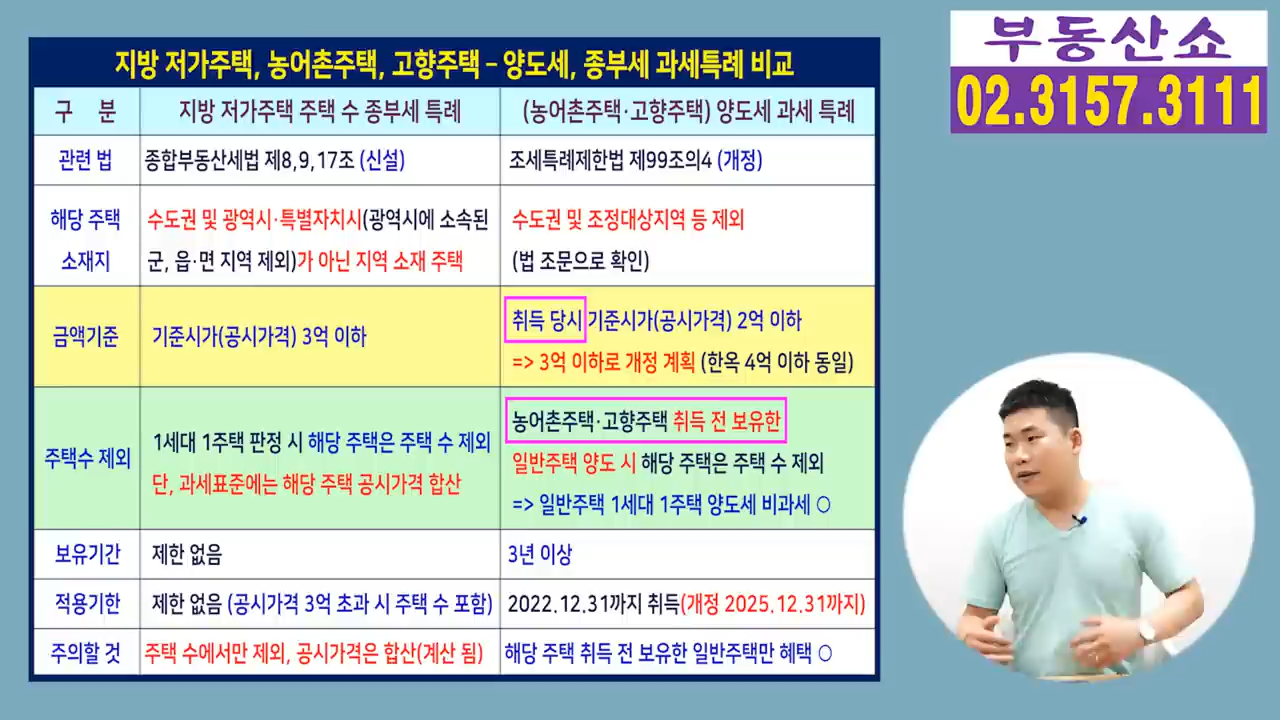 지방 저가주택, 농어촌주택, 고향주택 – 양도세, 종부세 과세특례 비교
부동산쇼
02.3157.3111
구 분
지방 저가주택 주택 수 종부세 특례
(농어촌주택·고향주택) 양도세 과세 특례
관련 법
종합부동산세법 제8,9,17조 (신설)
조세특례제한법 제99조의4 (개정)
해당 주택
소재지
수도권 및 광역시·특별자치시(광역시에 소속된
군, 읍·면 지역 제외)가 아닌 지역 소재 주택
수도권 및 조정대상지역 등 제외
(법 조문으로 확인)
금액기준
기준시가(공시가격) 3억 이하
취득 당시 기준시가(공시가격) 2억 이하
=> 3억 이하로 개정 계획 (한옥 4억 이하 동일)
주택수 제외
1세대 1주택 판정 시 해당 주택은 주택 수 제외
단, 과세표준에는 해당 주택 공시가격 합산
농어촌주택·고향주택 취득 전 보유한
일반주택 양도 시 해당 주택은 주택 수 제외
=> 일반주택 1세대 1주택 양도세 비과세 ○
보유기간
제한 없음
3년 이상
적용기한
제한 없음 (공시가격 3억 초과 시 주택 수 포함)
2022.12.31까지 취득(개정 2025.12.31까지)
주의할 것
주택 수에서만 제외, 공시가격은 합산(계산 됨)
해당 주택 취득 전 보유한 일반주택만 혜택 ○